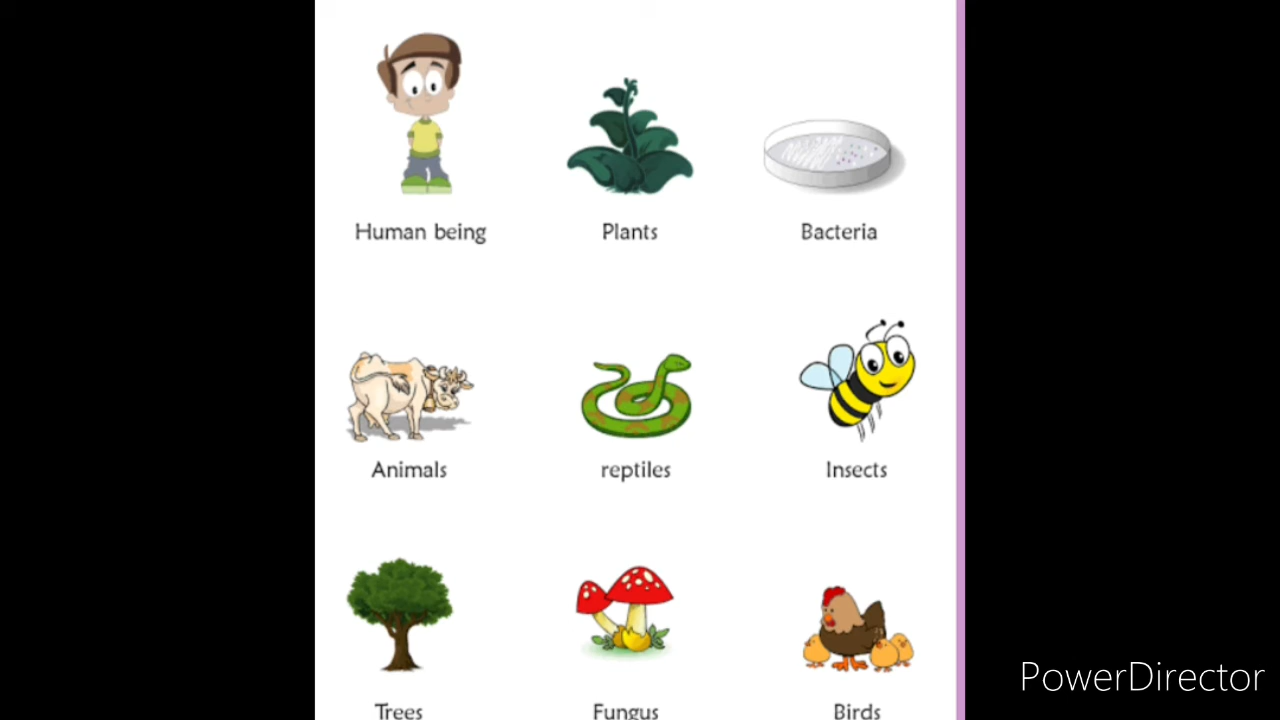 Human being
Plants
Bacteria
Animals
reptiles
Insects
Trees
Fungus
Birds
PowerDirector